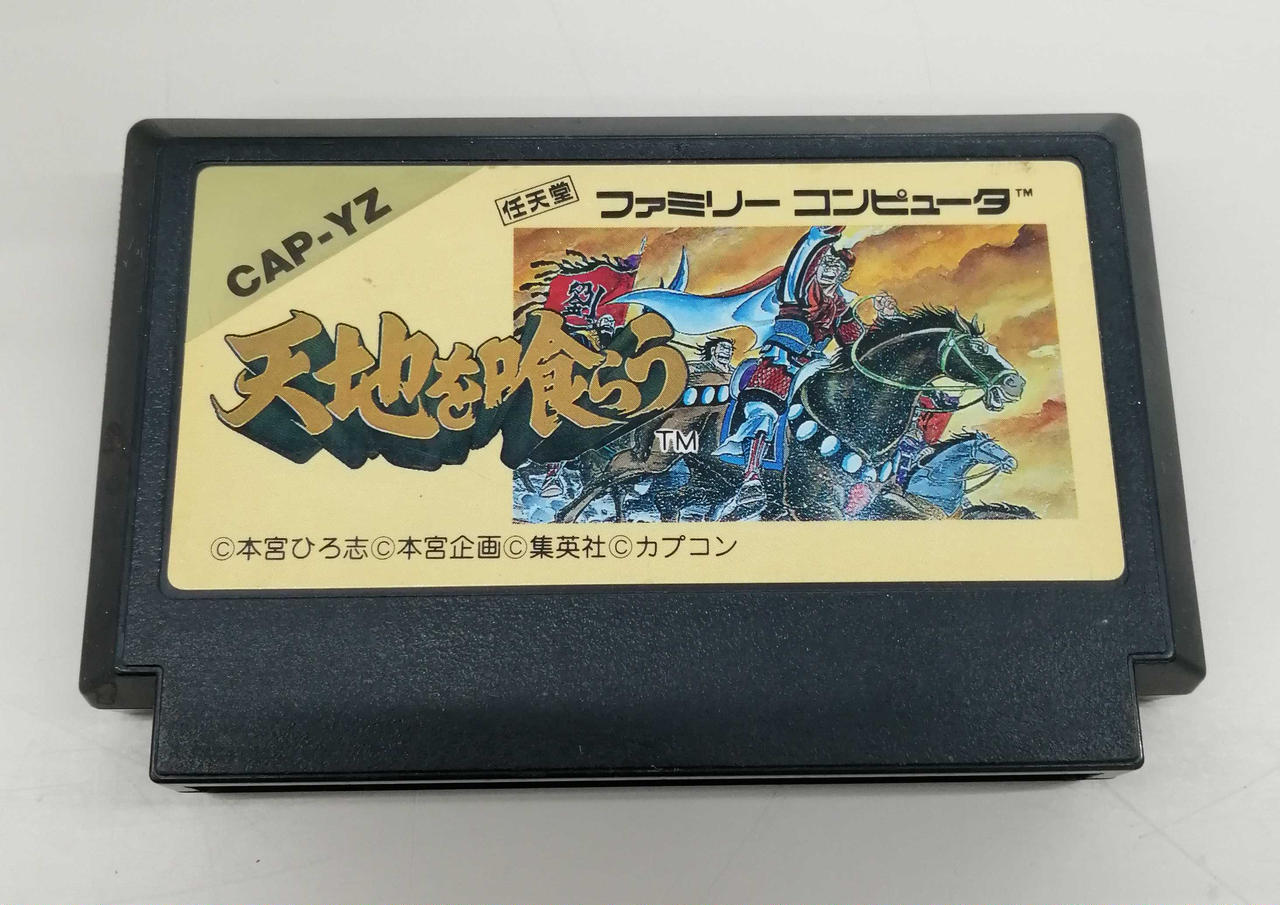 CAP-YZ
任天堂 ファミリー コンピュータ™
劉
天地を喰らう
TM
©本宮ひろ志©本宮企画©集英社©カプコン